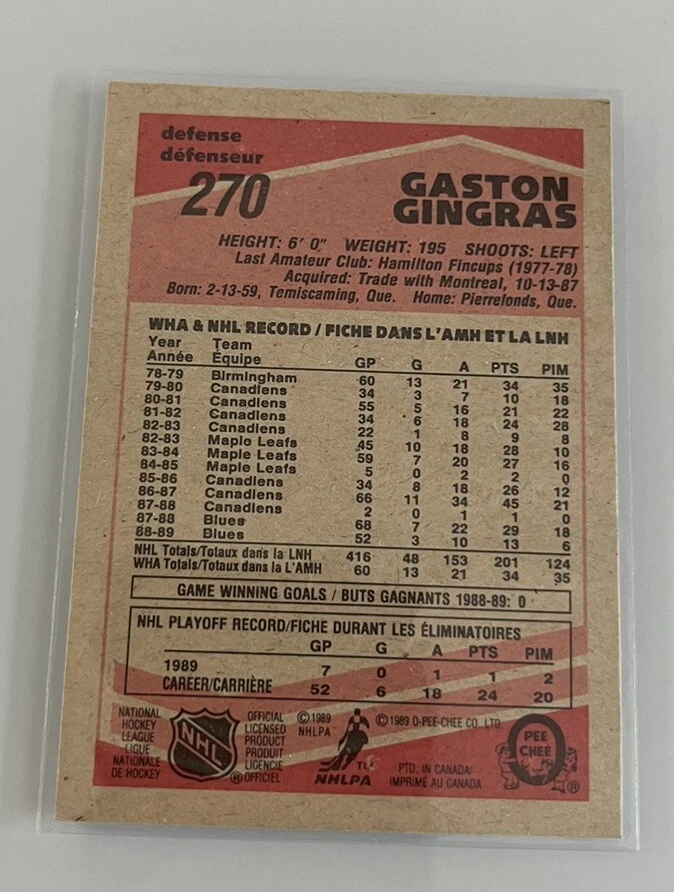 defense
défenseur
270
GASTON
GINGRAS
HEIGHT: 6' 0" WEIGHT: 195 SHOOTS: LEFT
Last Amateur Club: Hamilton Fincups (1977-78)
Acquired: Trade with Montreal, 10-13-87
Born: 2-13-59, Temiscaming, Que. Home: Pierrefonds, Que.
WHA & NHL RECORD / FICHE DANS L'AMH ET LA LNH
Year Team
Année Équipe GP G A PTS PIM
78-79 Birmingham 60 13 21 34 35
79-80 Canadiens 34 3 7 10 18
80-81 Canadiens 55 5 16 21 22
81-82 Canadiens 34 6 18 24 28
82-83 Canadiens 22 1 8 9 8
82-83 Maple Leafs 45 10 18 28 10
83-84 Maple Leafs 59 7 20 27 16
84-85 Maple Leafs 5 0 2 2 0
85-86 Canadiens 34 8 18 26 12
86-87 Canadiens 66 11 34 45 21
87-88 Canadiens 2 0 1 1 0
87-88 Blues 68 7 22 29 18
88-89 Blues 52 3 10 13 6
NHL Totals/Totaux dans la LNH 416 48 153 201 124
WHA Totals/Totaux dans la L'AMH 60 13 21 34 35
GAME WINNING GOALS / BUTS GAGNANTS 1988-89: 0
NHL PLAYOFF RECORD/FICHE DURANT LES ÉLIMINATOIRES
GP G A PTS PIM
1989 7 0 1 1 2
CAREER/CARRIÈRE 52 6 18 24 20
NATIONAL
HOCKEY
LEAGUE
LIGUE
NATIONALE
DE HOCKEY
NHL
®
OFFICIAL
LICENSED
PRODUCT
PRODUIT
LICENCIE
OFFICIEL
©1989
NHLPA
TM
NHLPA
©1989 O-PEE-CHEE CO. LTD.
PTD. IN CANADA/
IMPRIMÉ AU CANADA
PEE
CHEE
®